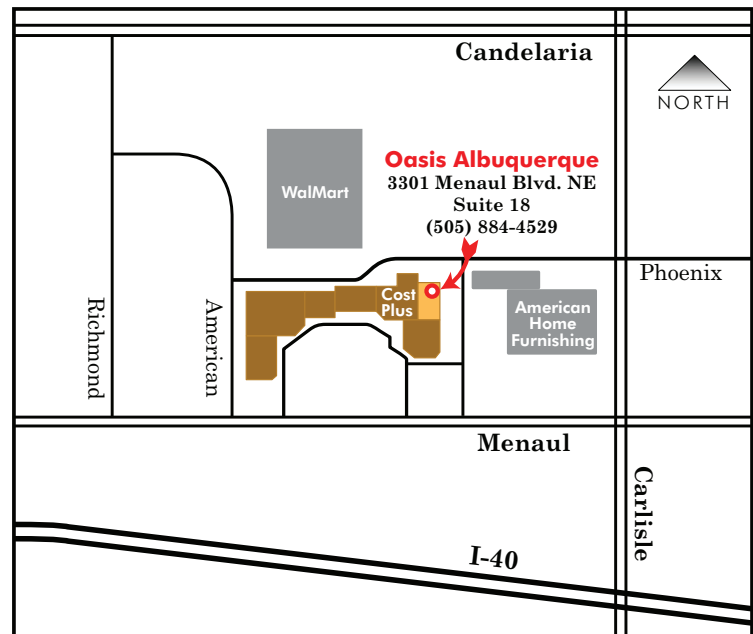 Candelaria
NORTH
Oasis Albuquerque
3301 Menaul Blvd. NE
Suite 18
(505) 884-4529
WalMart
Phoenix
Cost
Plus
American
Home
Furnishing
Richmond
American
Menaul
Carlisle
I-40